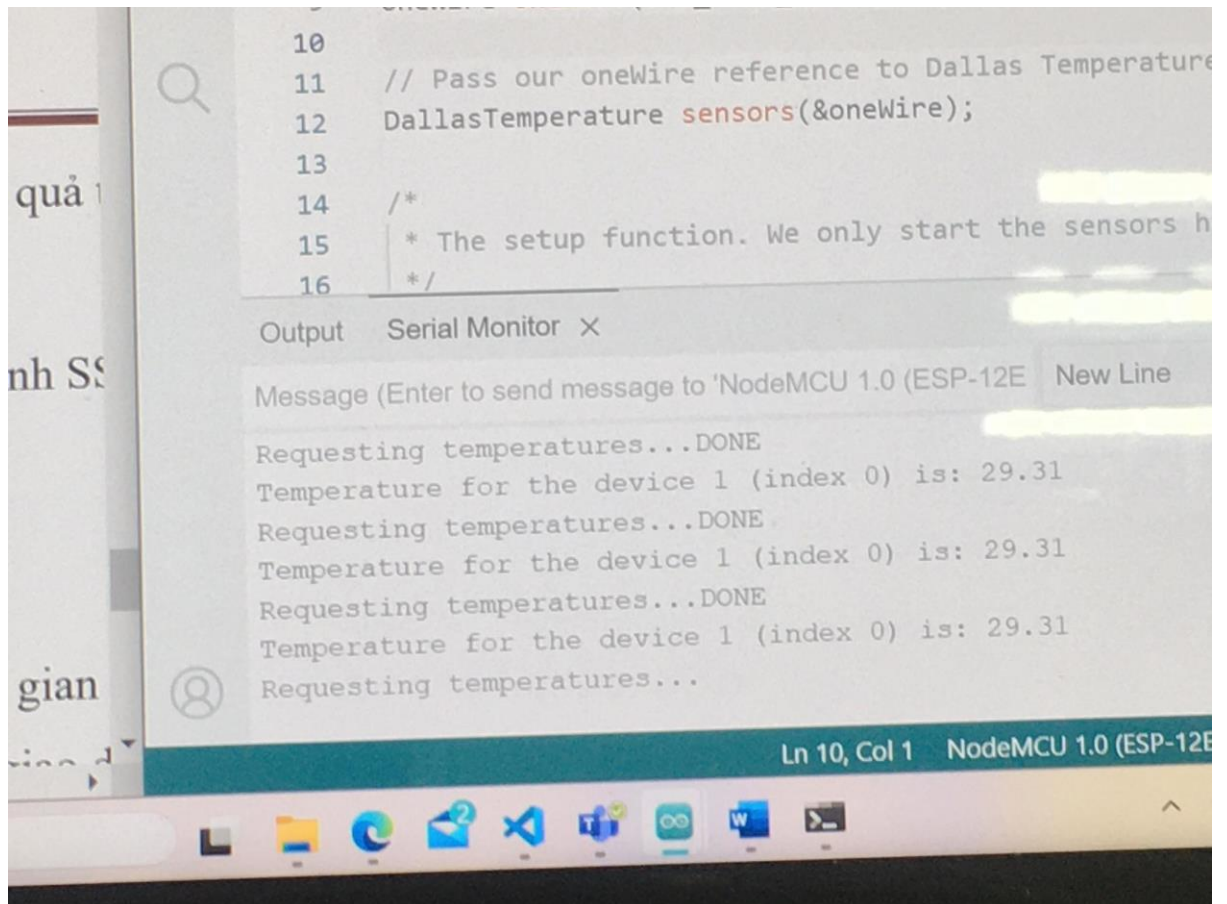 quả
nh
gian
10
11 // Pass our oneWire reference to Dallas Temperature
12 DallasTemperature sensors(&oneWire);
13
14 /*
15 * The setup function. We only start the sensors h
16 */
Output Serial Monitor ×
Message (Enter to send message to 'NodeMCU 1.0 (ESP-12E New Line
Requesting temperatures...DONE
Temperature for the device 1 (index 0) is: 29.31
Requesting temperatures...DONE
Temperature for the device 1 (index 0) is: 29.31
Requesting temperatures...DONE
Temperature for the device 1 (index 0) is: 29.31
Requesting temperatures...
Ln 10, Col 1 NodeMCU 1.0 (ESP-12E
2
T
W